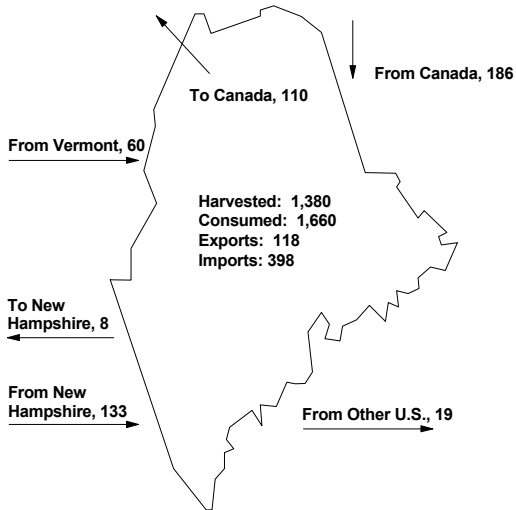 From Canada, 186
To Canada, 110
From Vermont, 60
Harvested: 1,380
Consumed: 1,660
Exports: 118
Imports: 398
To New
Hampshire, 8
From New
Hampshire, 133
From Other U.S., 19